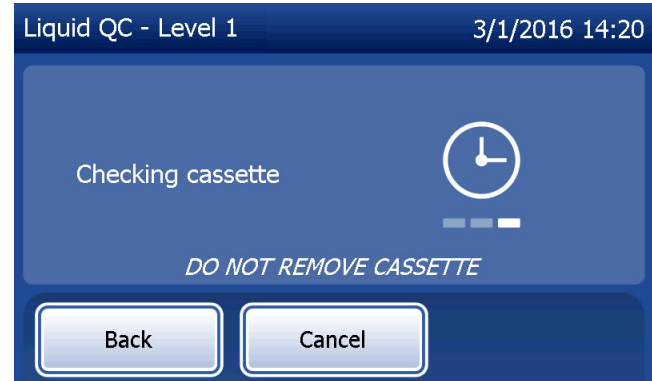 Liquid QC - Level 1 3/1/2016 14:20
Checking cassette
DO NOT REMOVE CASSETTE
Back Cancel